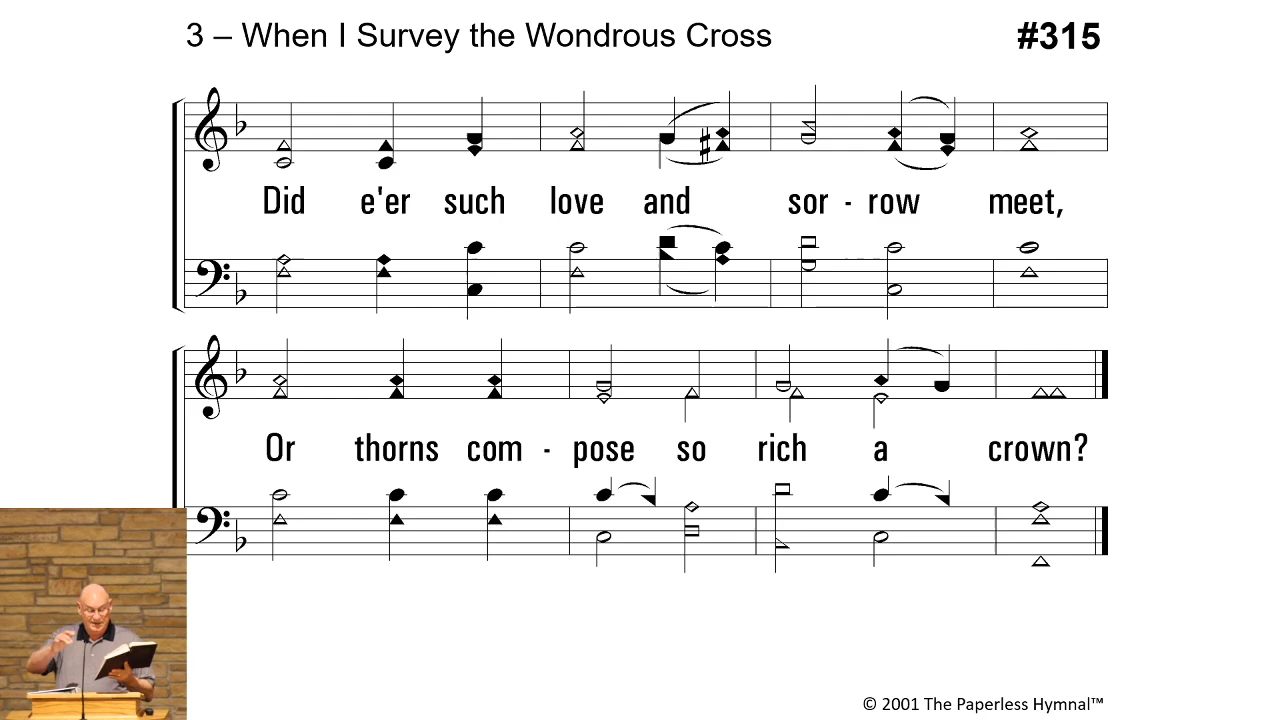 3 – When I Survey the Wondrous Cross
#315
Did e'er such love and sor - row meet,
Or thorns com - pose so rich a crown?
© 2001 The Paperless Hymnal™